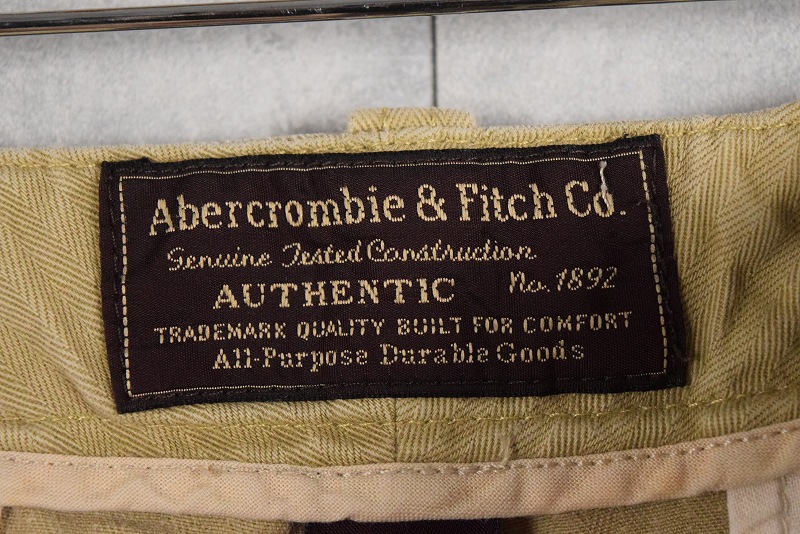 Abercrombie & Fitch Co.
Genuine Tested Construction
AUTHENTIC No. 1892
TRADEMARK QUALITY BUILT FOR COMFORT
All-Purpose Durable Goods